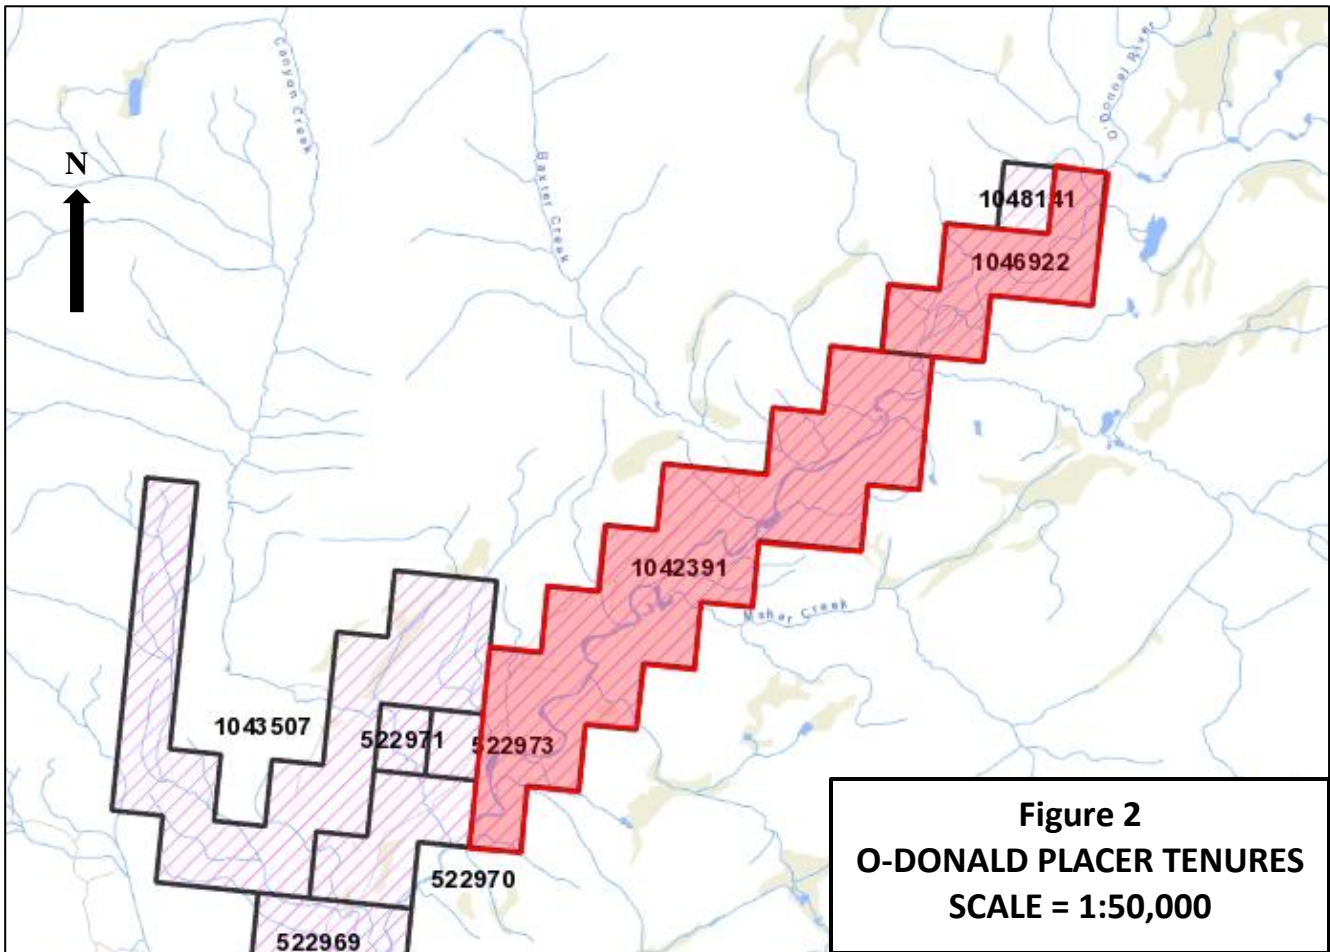 Canyon Creek
Baxter Creek
O'Donnel River
N
1048141
1046922
1042391
Mahar Creek
1043507
522971
522973
522970
522969
Figure 2
O-DONALD PLACER TENURES
SCALE = 1:50,000